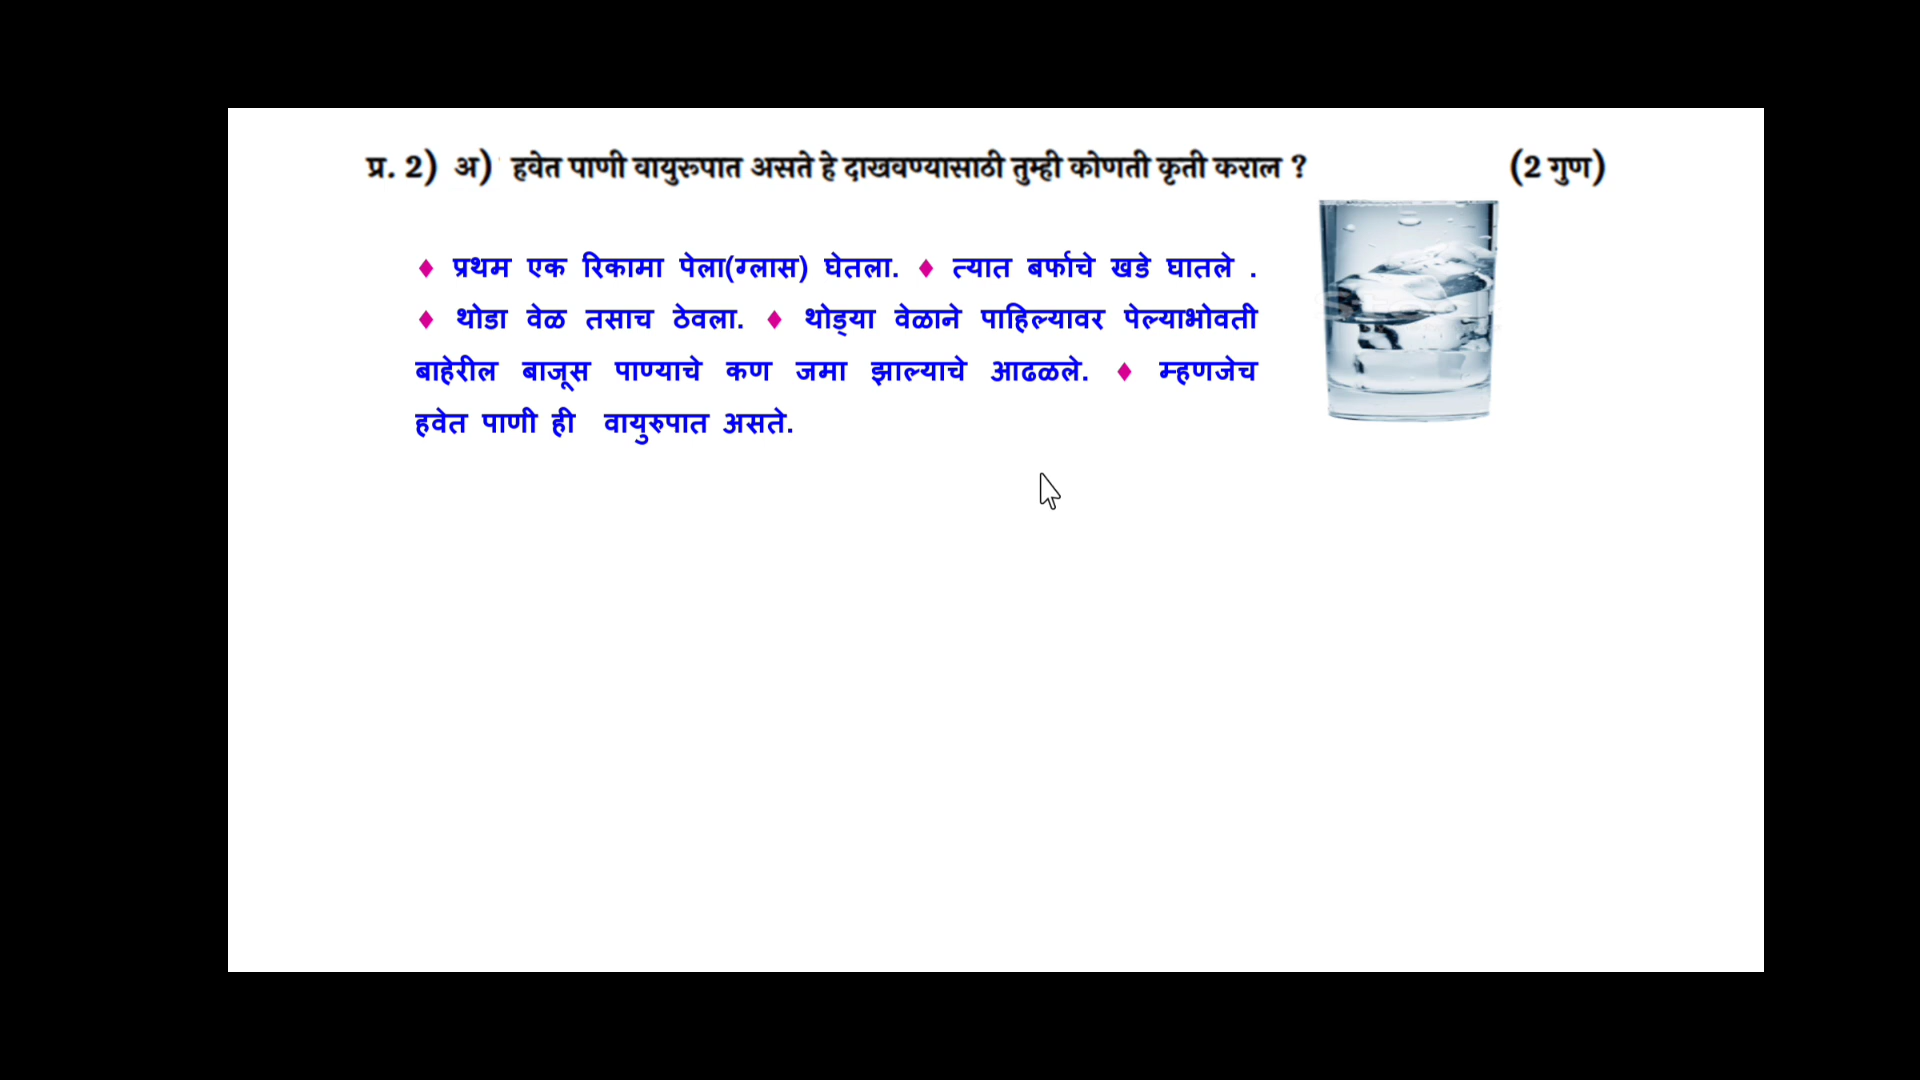 प्र. 2) अ) हवेत पाणी वायुरूपात असते हे दाखवण्यासाठी तुम्ही कोणती कृती कराल ? (2 गुण)
♦ प्रथम एक रिकामा पेला(ग्लास) घेतला. ♦ त्यात बर्फाचे खडे घातले .
♦ थोडा वेळ तसाच ठेवला. ♦ थोड्या वेळाने पाहिल्यावर पेल्याभोवती
बाहेरील बाजूस पाण्याचे कण जमा झाल्याचे आढळले. ♦ म्हणजेच
हवेत पाणी ही वायुरुपात असते.